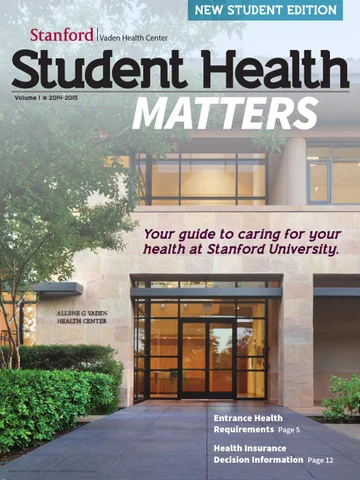 NEW STUDENT EDITION
Stanford | Vaden Health Center
Student Health
Volume 1 ■ 2014-2015
MATTERS
Your guide to caring for your
health at Stanford University.
ALLENE G VADEN
HEALTH CENTER
Entrance Health
Requirements Page 5
Health Insurance
Decision Information Page 12